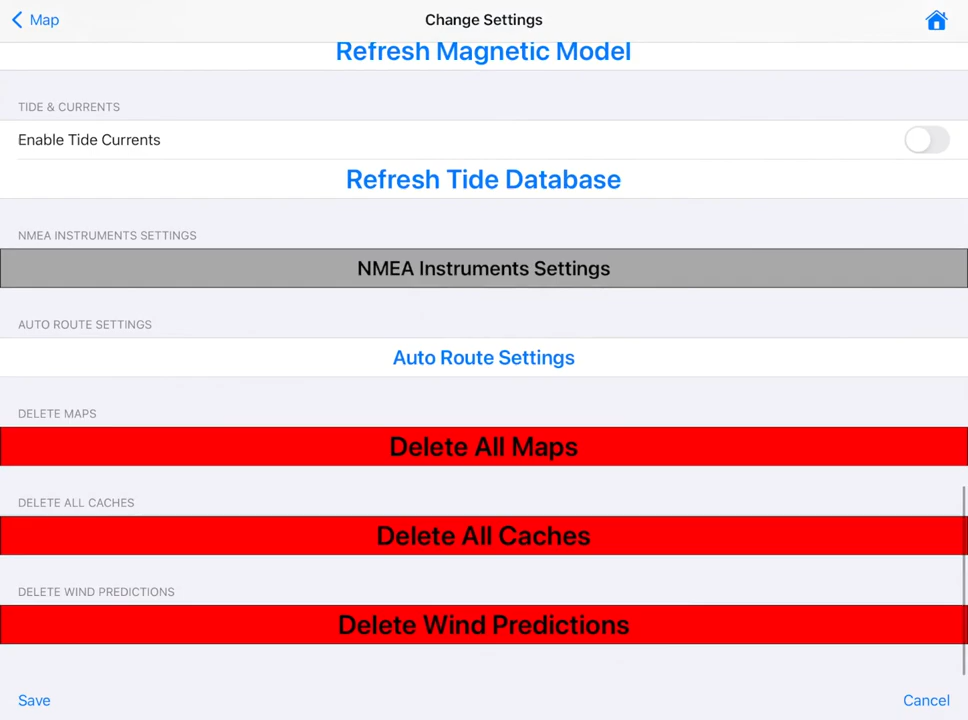 Map
Change Settings
Refresh Magnetic Model
TIDE & CURRENTS
Enable Tide Currents
Refresh Tide Database
NMEA INSTRUMENTS SETTINGS
NMEA Instruments Settings
AUTO ROUTE SETTINGS
Auto Route Settings
DELETE MAPS
Delete All Maps
DELETE ALL CACHES
Delete All Caches
DELETE WIND PREDICTIONS
Delete Wind Predictions
Save
Cancel